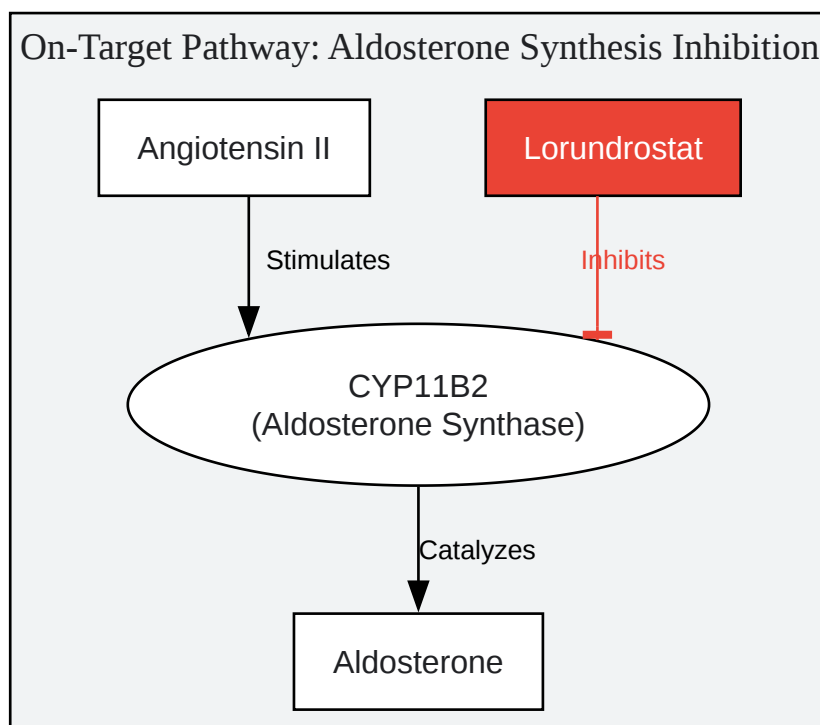 On-Target Pathway: Aldosterone Synthesis Inhibition
Angiotensin II
Lorundrostat
Stimulates
Inhibits
CYP11B2
(Aldosterone Synthase)
Catalyzes
Aldosterone